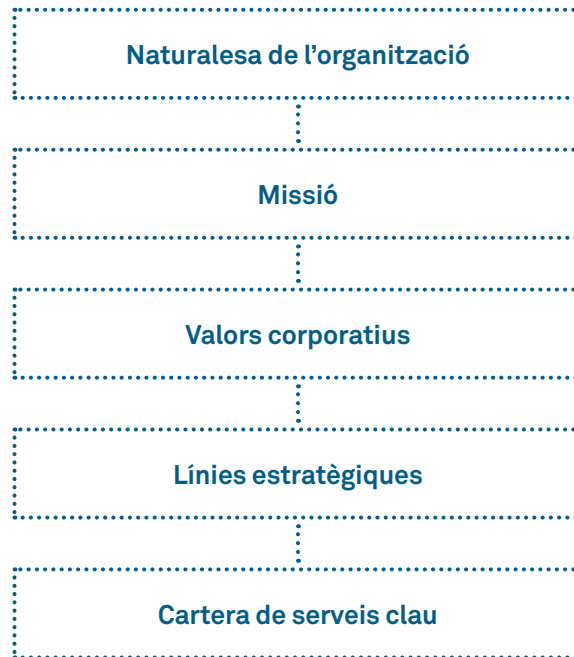 Naturalesa de l’organització
Missió
Valors corporatius
Línies estratègiques
Cartera de serveis clau